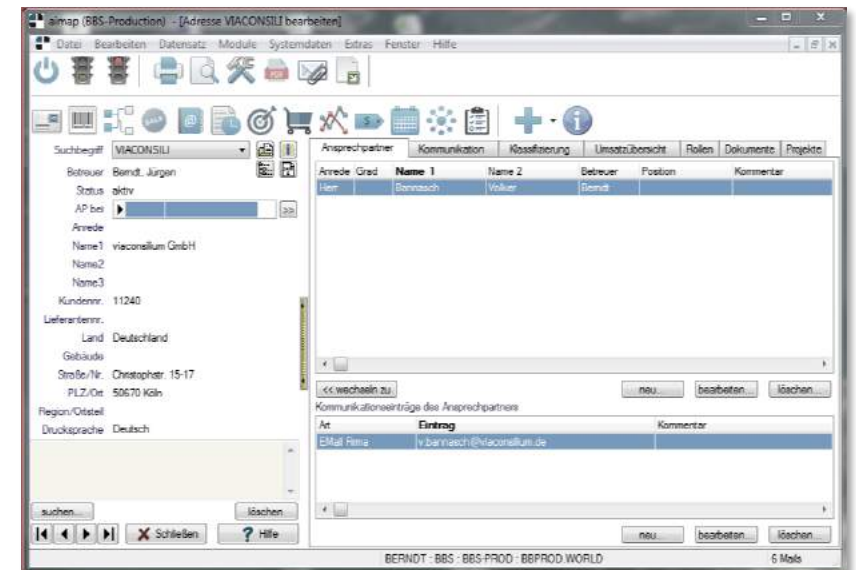 aimap (BBS-Production) - [Adresse VIACONSILI bearbeiten]
Datei Bearbeiten Datensatz Module Systemdaten Extras Fenster Hilfe
Suchbegriff VIACONSILI
Betreuer Berndt, Jürgen
Status aktiv
AP bei >>
Anrede
Name1 viaconsilium GmbH
Name2
Name3
Kundennr. 11240
Lieferantennr.
Land Deutschland
Gebäude
Straße/Nr. Christophstr. 15-17
PLZ/Ort 50670 Köln
Region/Ortsteil
Drucksprache Deutsch
suchen... löschen
Schließen ? Hilfe
Ansprechpartner Kommunikation Klassifizierung Umsatzübersicht Rollen Dokumente Projekte
Anrede Grad Name 1 Name 2 Betreuer Position Kommentar
Herr Bannasch Volker Berndt
<< wechseln zu neu... bearbeiten... löschen...
Kommunikationseinträge des Ansprechpartners
Art Eintrag Kommentar
EMail Firma v.bannasch@viaconsilium.de
neu... bearbeiten... löschen...
BERNDT : BBS : BBS-PROD : BBPROD.WORLD 6 Mails